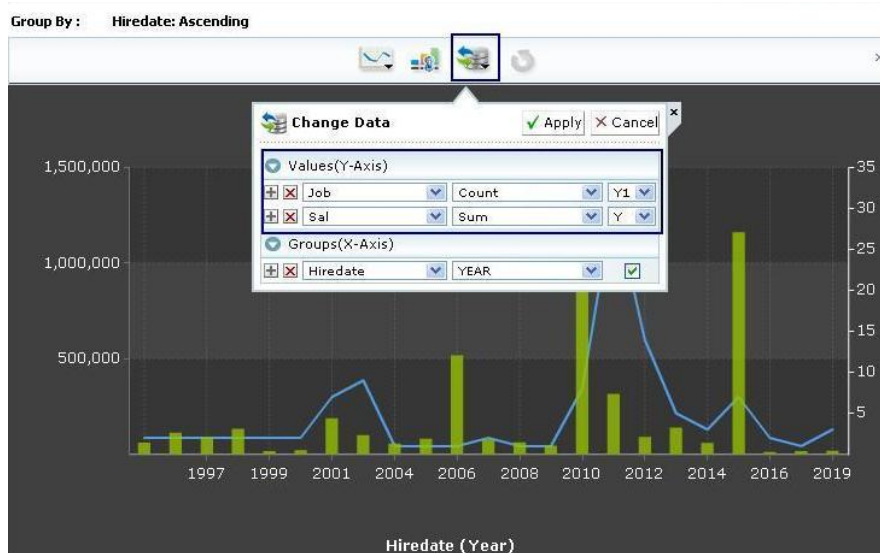 Group By : Hiredate: Ascending
Change Data Apply Cancel
Values(Y-Axis)
Job Count Y1
Sal Sum Y
Groups(X-Axis)
Hiredate YEAR
1,500,000
1,000,000
500,000
35
30
25
20
15
10
5
1997 1999 2001 2004 2006 2008 2010 2012 2014 2016 2019
Hiredate (Year)